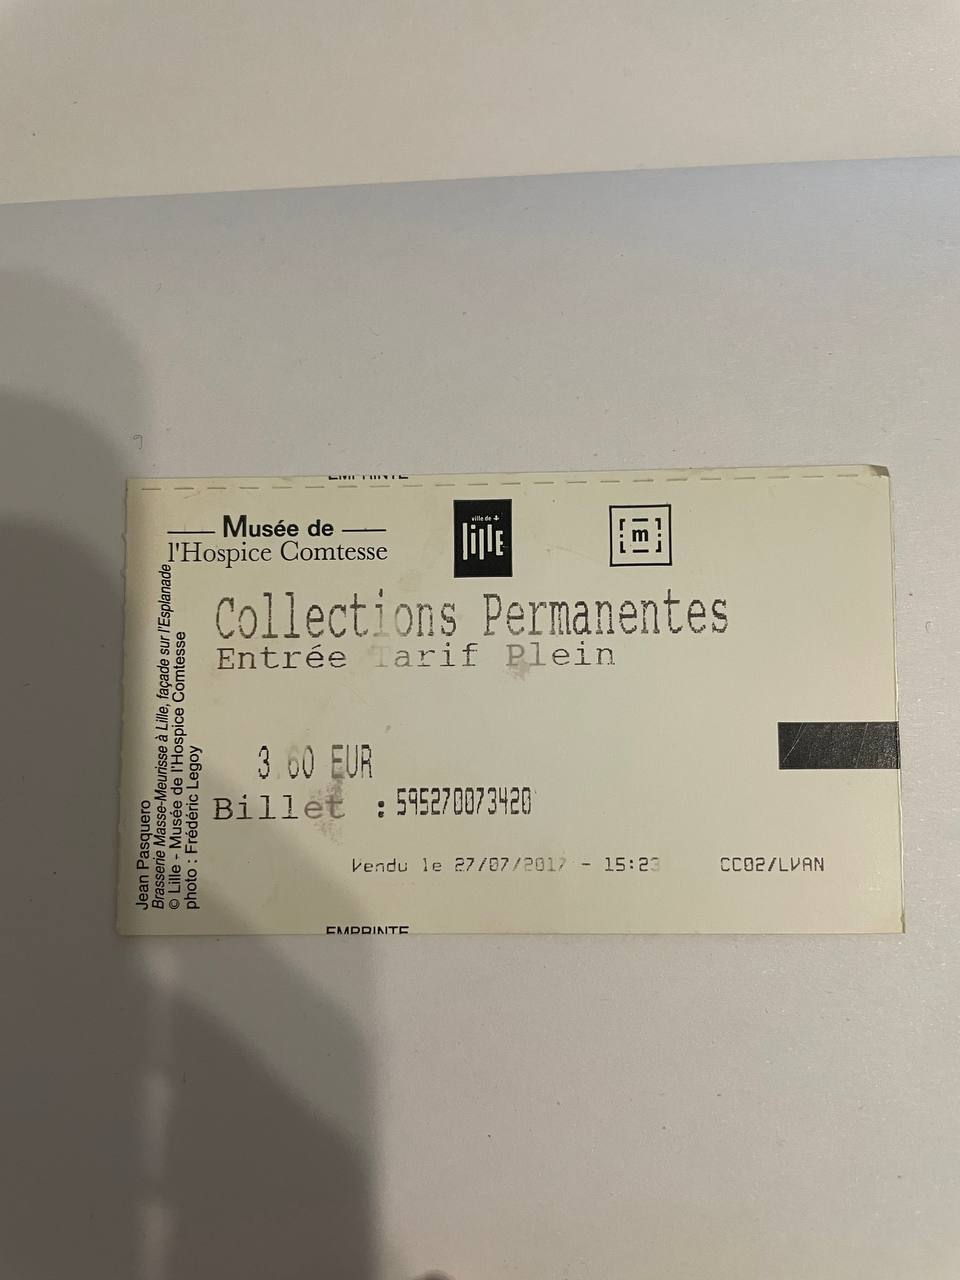 EMPRINTE
Musée de
l'Hospice Comtesse
ville de
lille
m
Collections Permanentes
Entrée Tarif Plein
3.60 EUR
Billet : 595270073420
Vendu le 27/07/2017 - 15:23 CC02/LVAN
EMPRINTE
Jean Pasquero
Brasserie Masse-Meurisse à Lille, façade sur l'Esplanade
© Lille - Musée de l'Hospice Comtesse
photo : Frédéric Legoy